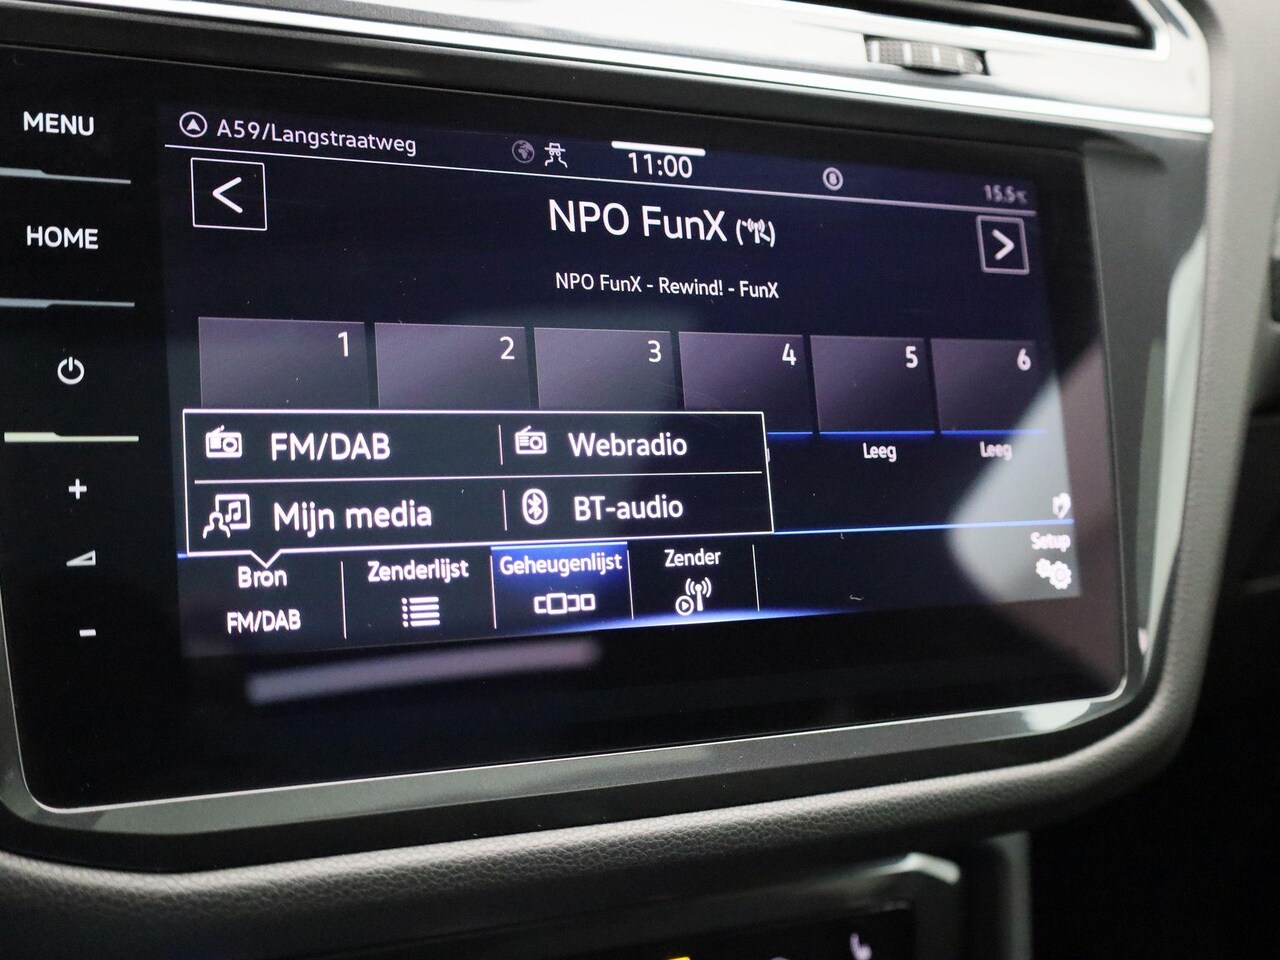 MENU
HOME
A59/Langstraatweg
11:00
15.5°C
NPO FunX
NPO FunX - Rewind! - FunX
1
2
3
4
5
6
Leeg
Leeg
FM/DAB
Webradio
Mijn media
BT-audio
Bron
FM/DAB
Zenderlijst
Geheugenlijst
Zender
Setup